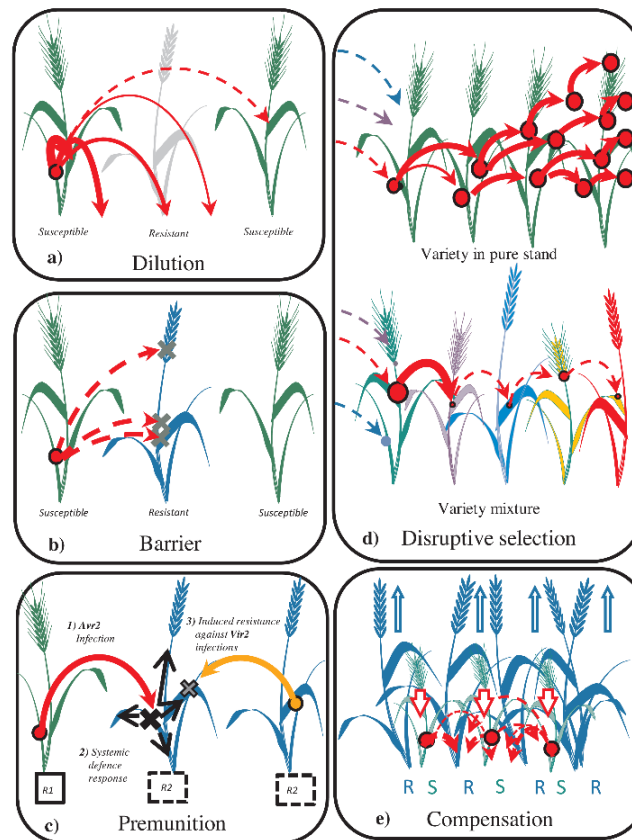 Susceptible
Resistant
Susceptible
a)
Dilution
Susceptible
Resistant
Susceptible
b)
Barrier
1) Avr2
Infection
3) Induced resistance
against Vir2
infections
2) Systemic
defence
response
R1
R2
R2
c)
Premunition
Variety in pure stand
Variety mixture
d)
Disruptive selection
R S R S R S R
e)
Compensation